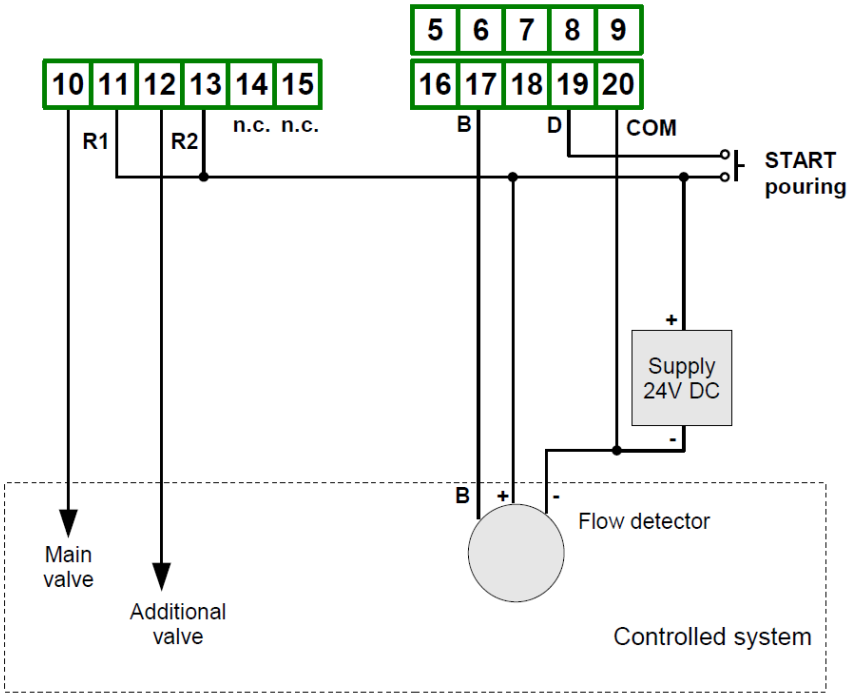 5 6 7 8 9
10 11 12 13 14 15
16 17 18 19 20
R1 R2 n.c. n.c.
B D COM
START
pouring
+
Supply
24V DC
-
B + -
Flow detector
Main
valve
Additional
valve
Controlled system